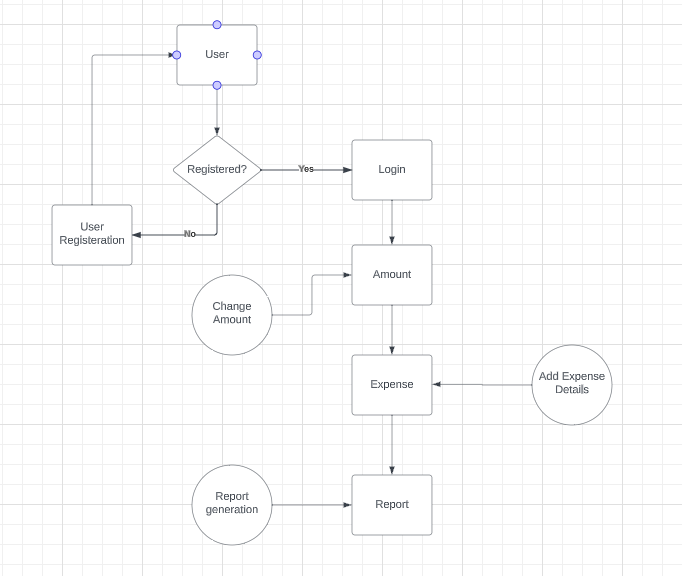 User
Registered?
Yes
Login
No
User
Registeration
Amount
Change
Amount
Expense
Add Expense
Details
Report
generation
Report